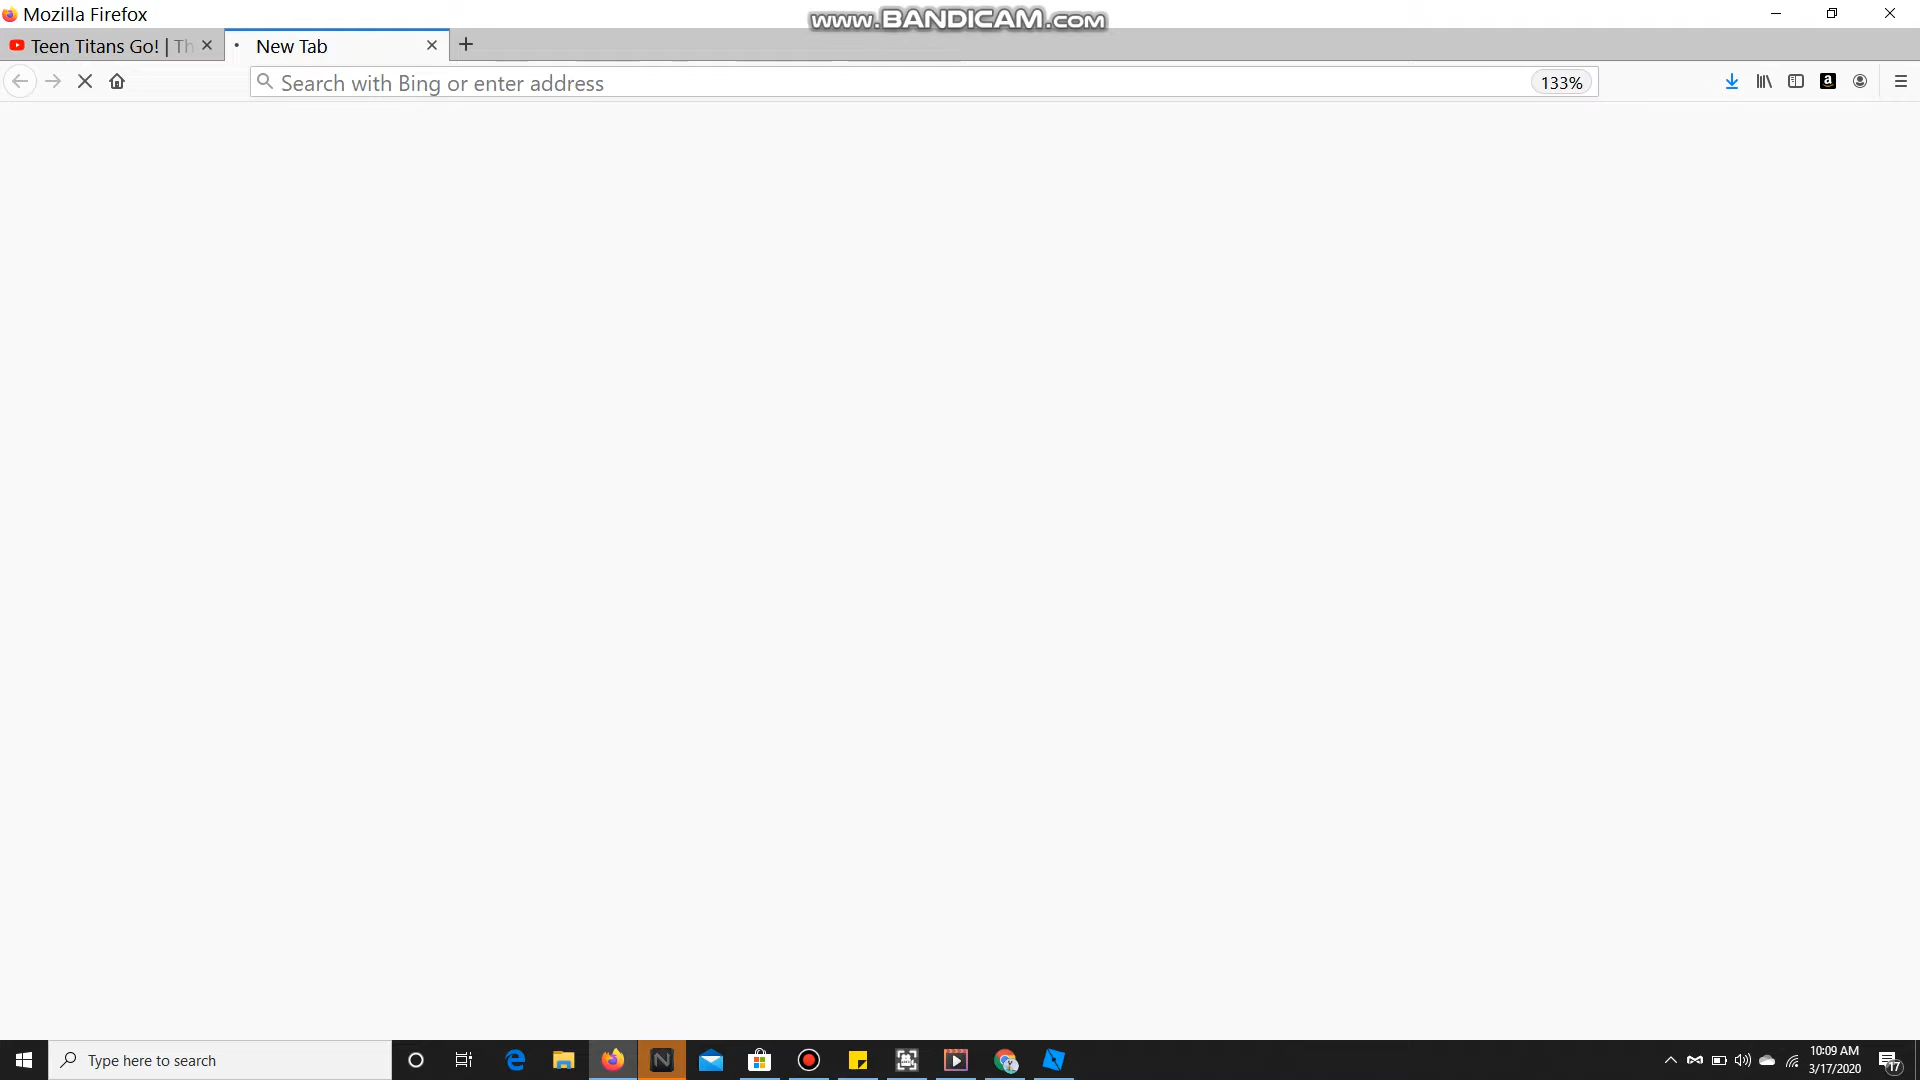 Mozilla Firefox
www.BANDICAM.com
Teen Titans Go! | Th
New Tab
Search with Bing or enter address
133%
Type here to search
10:09 AM
3/17/2020
17